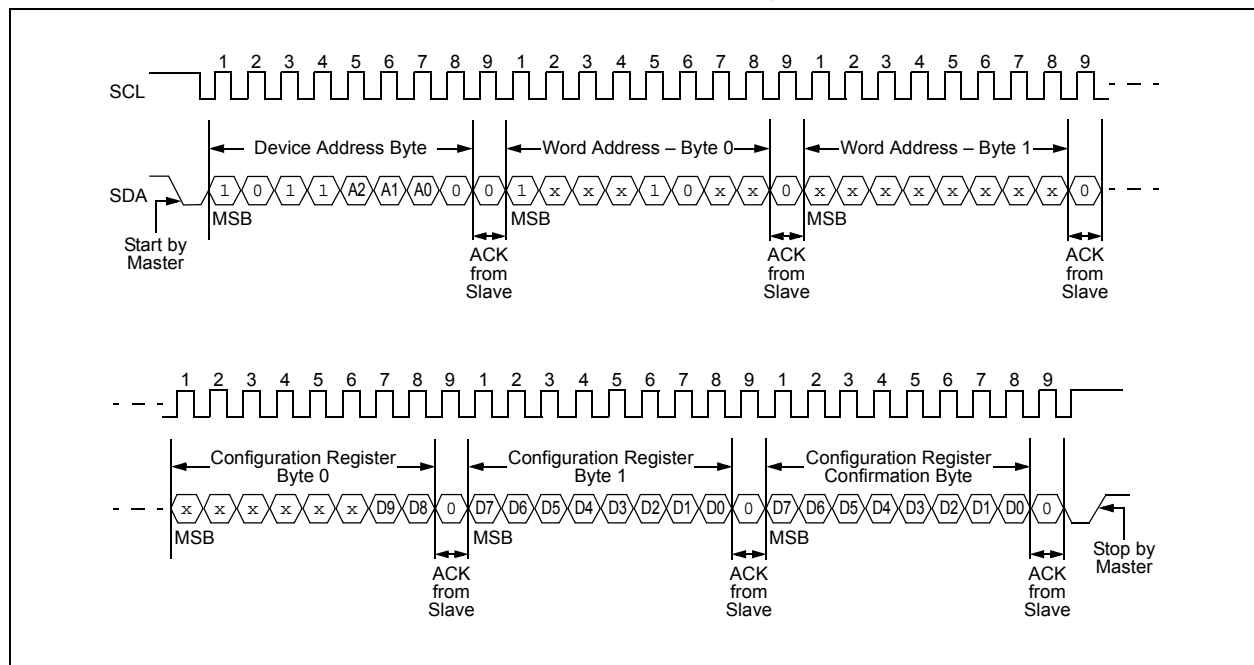 1 2 3 4 5 6 7 8 9 1 2 3 4 5 6 7 8 9 1 2 3 4 5 6 7 8 9
SCL
Device Address Byte Word Address – Byte 0 Word Address – Byte 1
SDA 1 0 1 1 A2 A1 A0 0 0 1 x x x 1 0 x x 0 x x x x x x x x 0
MSB MSB MSB
Start by
Master
ACK
from
Slave
ACK
from
Slave
ACK
from
Slave
1 2 3 4 5 6 7 8 9 1 2 3 4 5 6 7 8 9 1 2 3 4 5 6 7 8 9
Configuration Register
Byte 0
Configuration Register
Byte 1
Configuration Register
Confirmation Byte
x x x x x x D9 D8 0 D7 D6 D5 D4 D3 D2 D1 D0 0 D7 D6 D5 D4 D3 D2 D1 D0 0
MSB MSB MSB
ACK
from
Slave
ACK
from
Slave
ACK
from
Slave
Stop by
Master